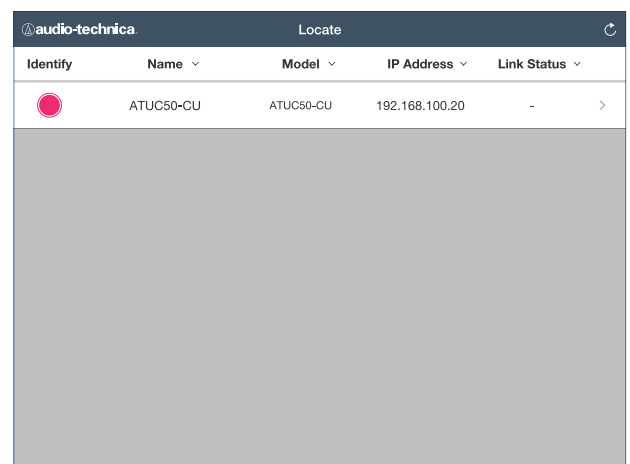 audio-technica. Locate
Identify Name Model IP Address Link Status
ATUC50-CU ATUC50-CU 192.168.100.20 -